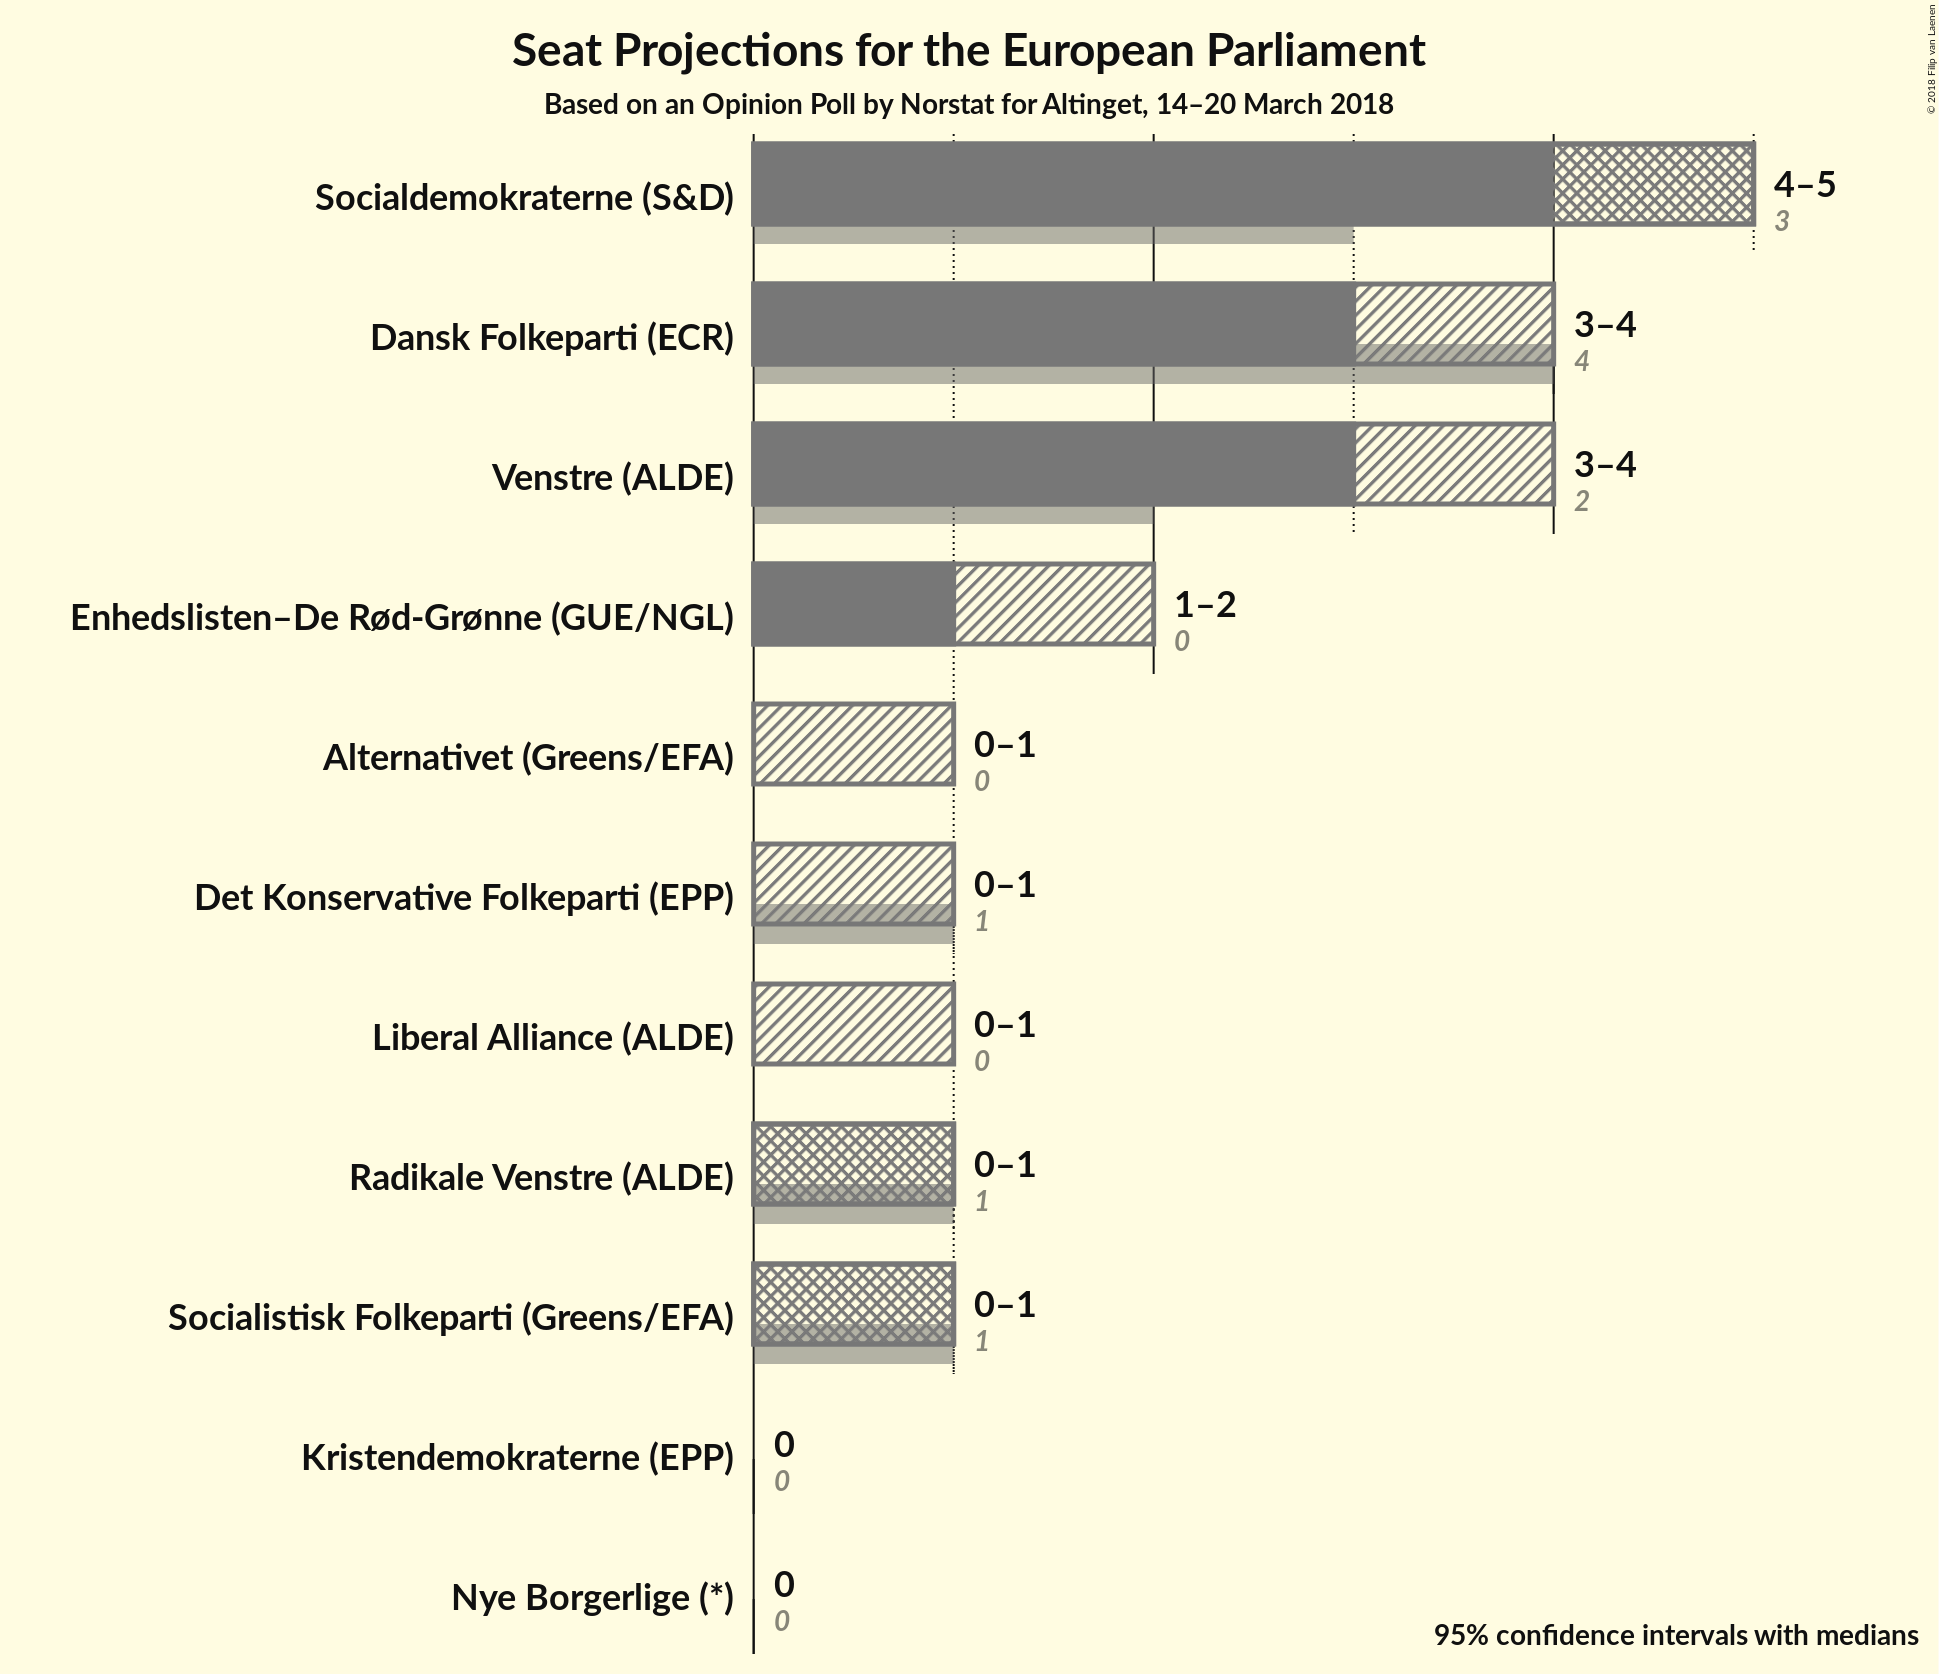 Seat Projections for the European Parliament
Based on an Opinion Poll by Norstat for Altinget, 14–20 March 2018
© 2018 Filip van Laenen
Socialdemokraterne (S&D)
4–5
3
Dansk Folkeparti (ECR)
3–4
4
Venstre (ALDE)
3–4
2
Enhedslisten–De Rød-Grønne (GUE/NGL)
1–2
0
Alternativet (Greens/EFA)
0–1
0
Det Konservative Folkeparti (EPP)
0–1
1
Liberal Alliance (ALDE)
0–1
0
Radikale Venstre (ALDE)
0–1
1
Socialistisk Folkeparti (Greens/EFA)
0–1
1
Kristendemokraterne (EPP)
0
0
Nye Borgerlige (*)
0
0
95% confidence intervals with medians